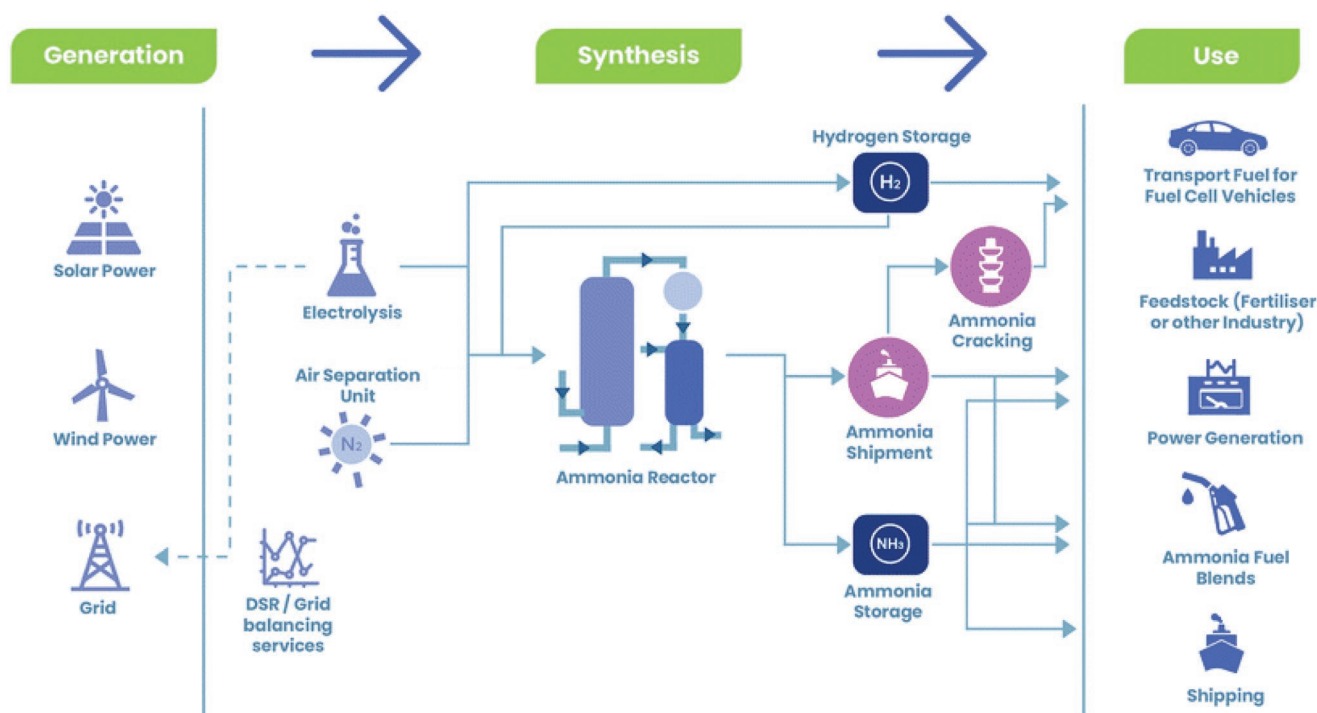 Generation
Synthesis
Use
Solar Power
Wind Power
Grid
Electrolysis
Air Separation
Unit
N2
DSR / Grid
balancing
services
Ammonia Reactor
Hydrogen Storage
H2
Ammonia
Cracking
Ammonia
Shipment
NH3
Ammonia
Storage
Transport Fuel for
Fuel Cell Vehicles
Feedstock (Fertiliser
or other Industry)
Power Generation
Ammonia Fuel
Blends
Shipping